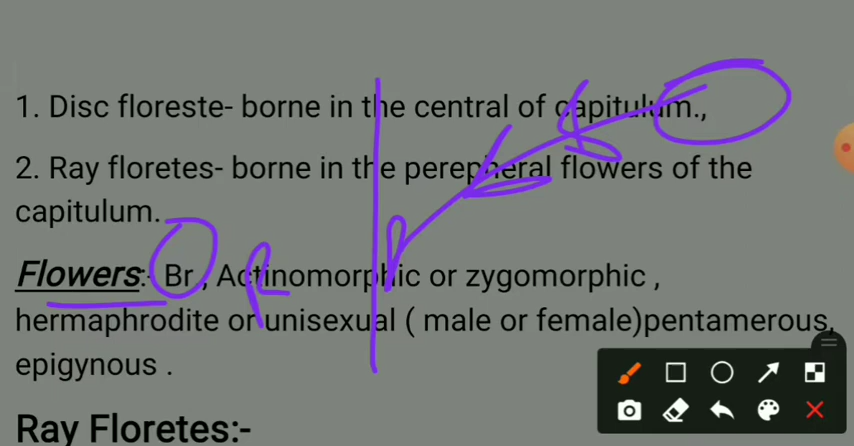 1. Disc floreste- borne in the central of capitulum.,
2. Ray floretes- borne in the perepheral flowers of the
capitulum.
Flowers:- Br , Actinomorphic or zygomorphic ,
hermaphrodite or unisexual ( male or female)pentamerous,
epigynous .
Ray Floretes:-